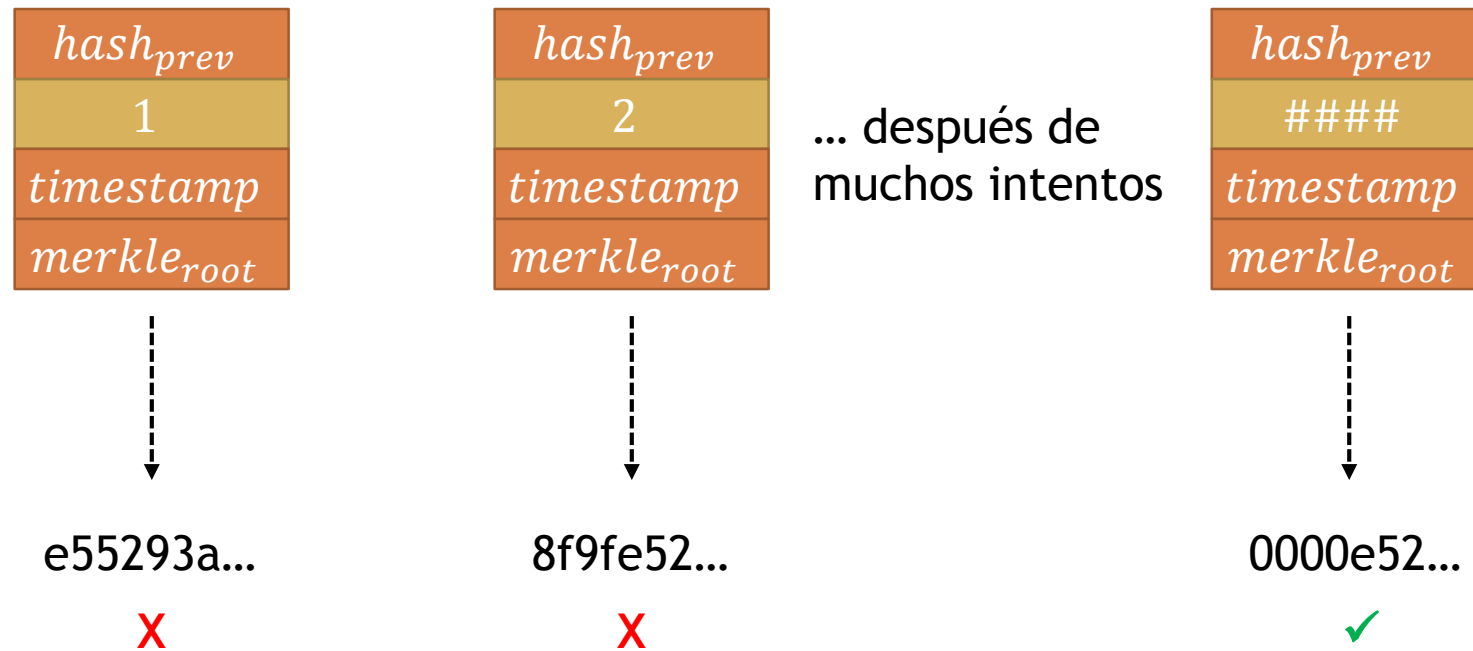 hash_prev
1
timestamp
merkle_root
e55293a...
X
hash_prev
2
timestamp
merkle_root
8f9fe52...
X
... después de
muchos intentos
hash_prev
####
timestamp
merkle_root
0000e52...
✓